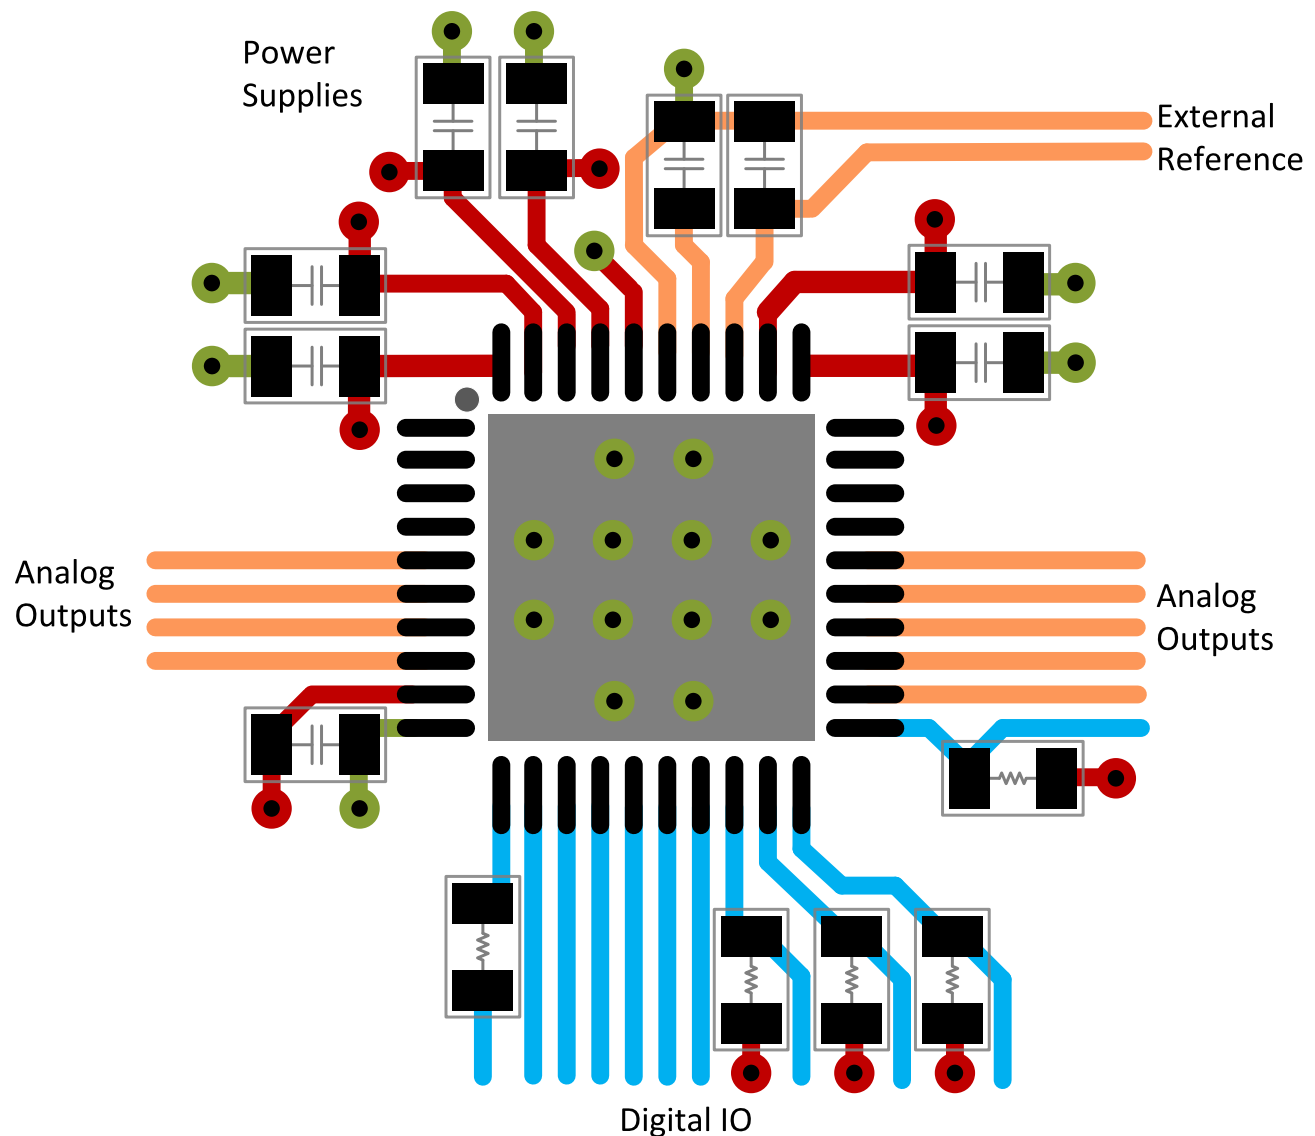 Power
Supplies
External
Reference
Analog
Outputs
Analog
Outputs
Digital IO